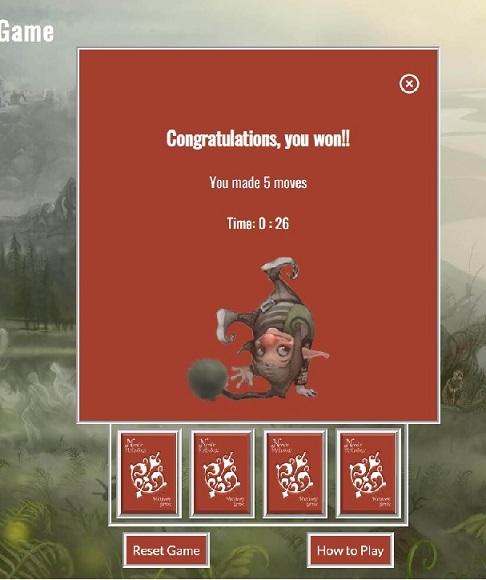 Game
Congratulations, you won!!
You made 5 moves
Time: 0 : 26
Reset Game
How to Play